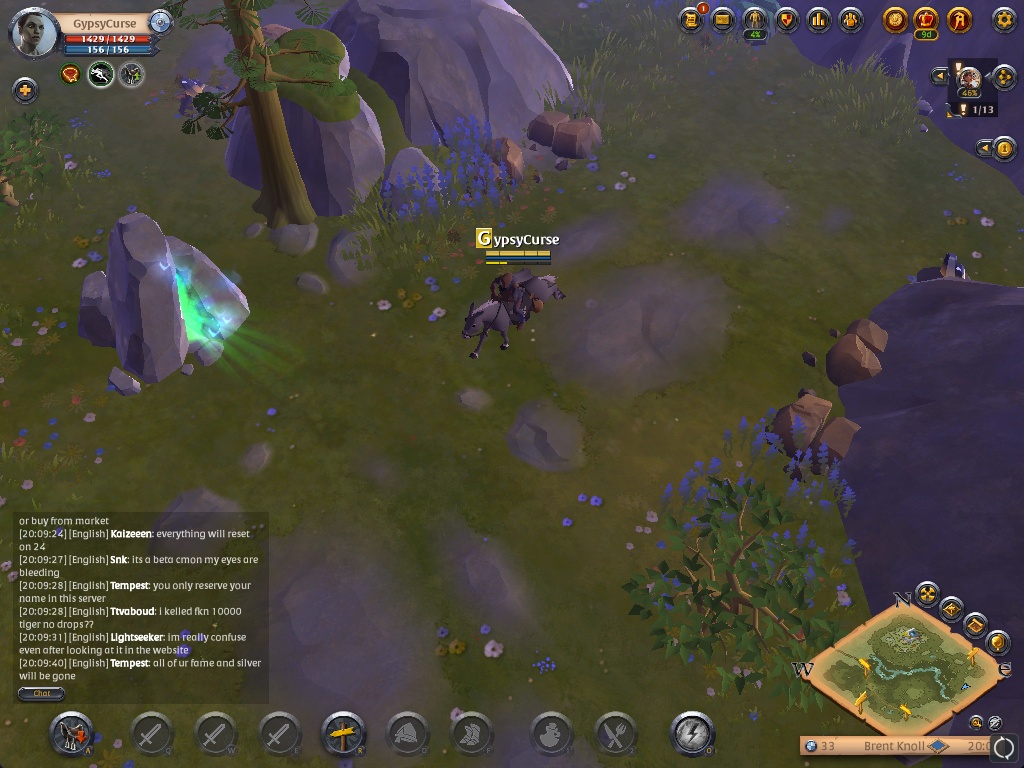 GypsyCurse
1429 / 1429
156 / 156
1
4%
9d
46%
1/13
GypsyCurse
or buy from market
[20:09:24] [English] Kaizeeen: everything will reset
on 24
[20:09:27] [English] Snk: its a beta cmon my eyes are
bleeding
[20:09:28] [English] Tempest: you only reserve your
name in this server
[20:09:28] [English] Ttvaboud: i kelled fkn 10000
tiger no drops??
[20:09:31] [English] Lightseeker: im really confuse
even after looking at it in the website
[20:09:40] [English] Tempest: all of ur fame and silver
will be gone
Chat
N
W
E
A
Q
W
E
R
D
F
33
Brent Knoll